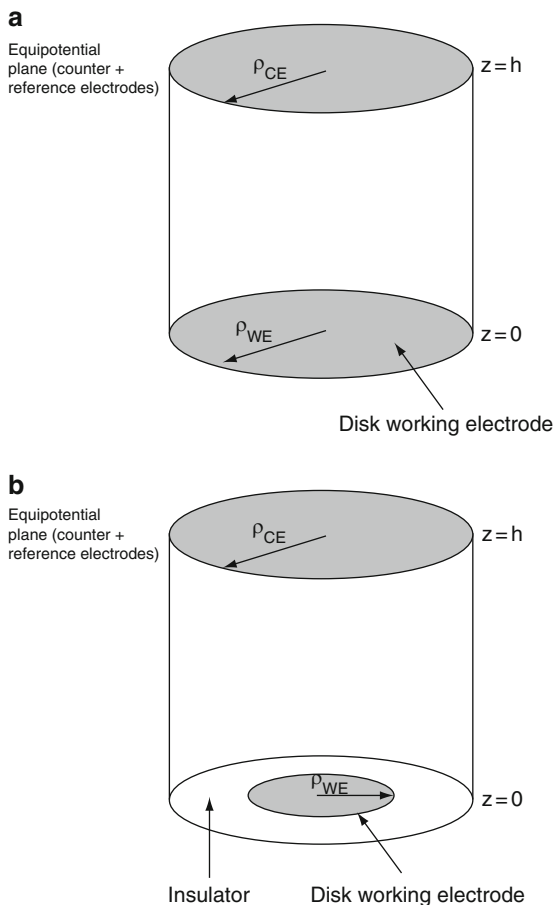 a
Equipotential
plane (counter +
reference electrodes)
ρCE
z=h
ρWE
z=0
Disk working electrode
b
Equipotential
plane (counter +
reference electrodes)
ρCE
z=h
ρWE
z=0
Insulator
Disk working electrode